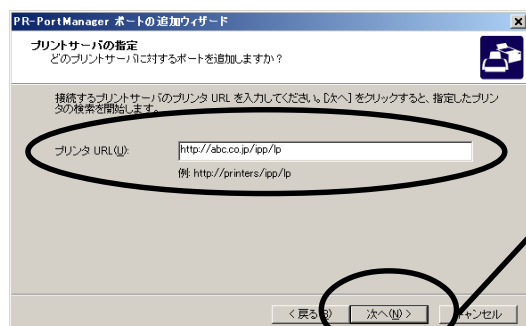 PR-PortManager ポートの追加ウィザード
プリントサーバの指定
どのプリントサーバに対するポートを追加しますか?
接続するプリントサーバのプリンタ URL を入力してください。[次へ] をクリックすると、指定したプリン
タの検索を開始します。
プリンタ URL(U):
http://abc.co.jp/ipp/lp
例: http://printers/ipp/lp
< 戻る(B)
次へ(N) >
キャンセル